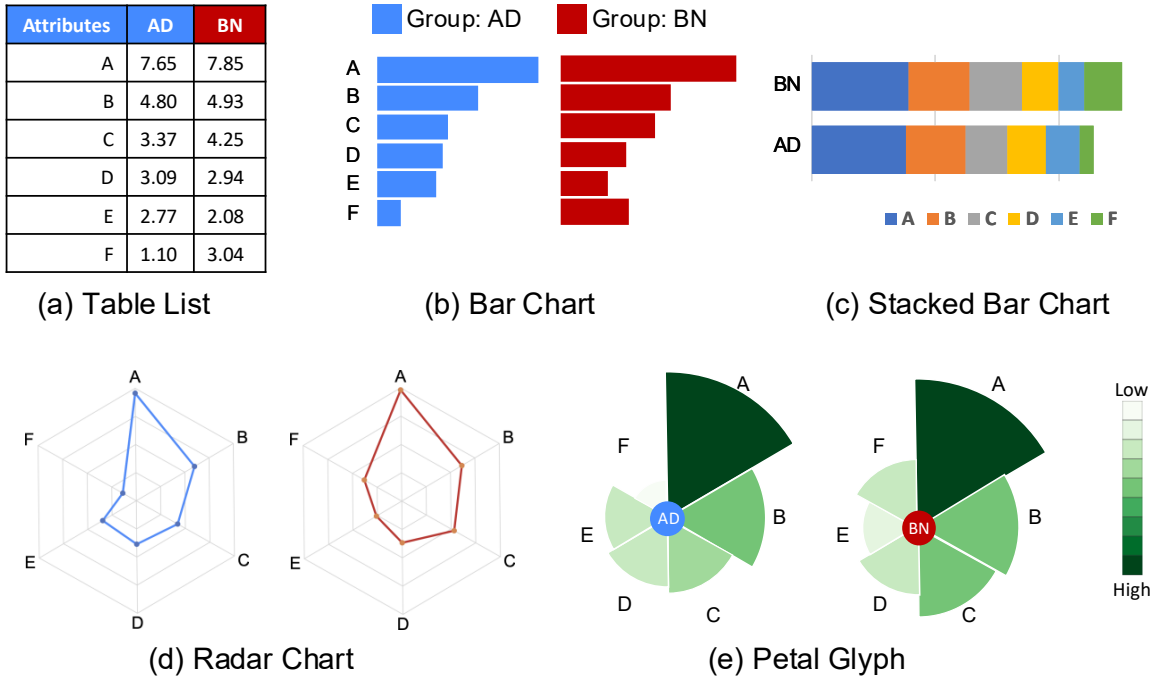 Attributes AD BN
A 7.65 7.85
B 4.80 4.93
C 3.37 4.25
D 3.09 2.94
E 2.77 2.08
F 1.10 3.04
(a) Table List
Group: AD Group: BN
A
B
C
D
E
F
(b) Bar Chart
BN
AD
A B C D E F
(c) Stacked Bar Chart
A
B
C
D
E
F
A
B
C
D
E
F
(d) Radar Chart
A
B
C
D
E
F
AD
A
B
C
D
E
F
BN
Low
High
(e) Petal Glyph